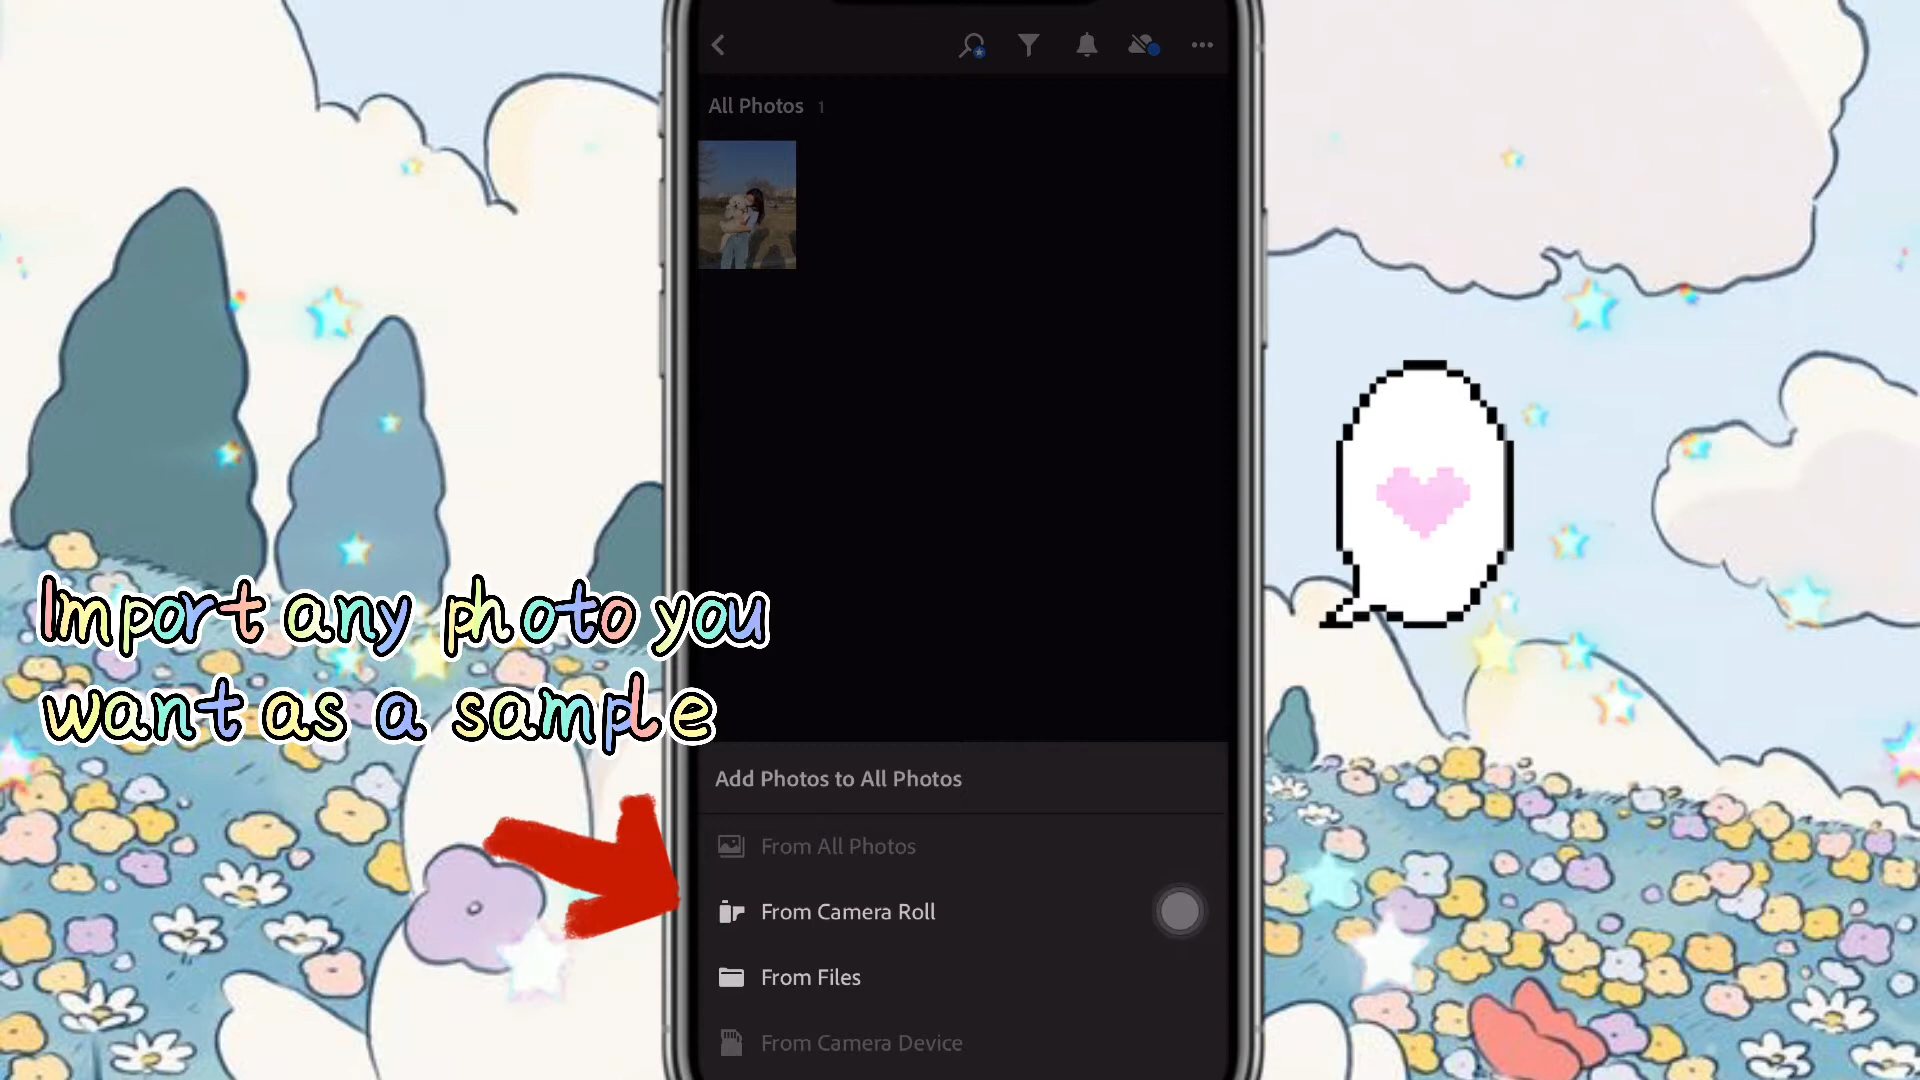 All Photos 1
Import any photo you
want as a sample
Add Photos to All Photos
From All Photos
From Camera Roll
From Files
From Camera Device